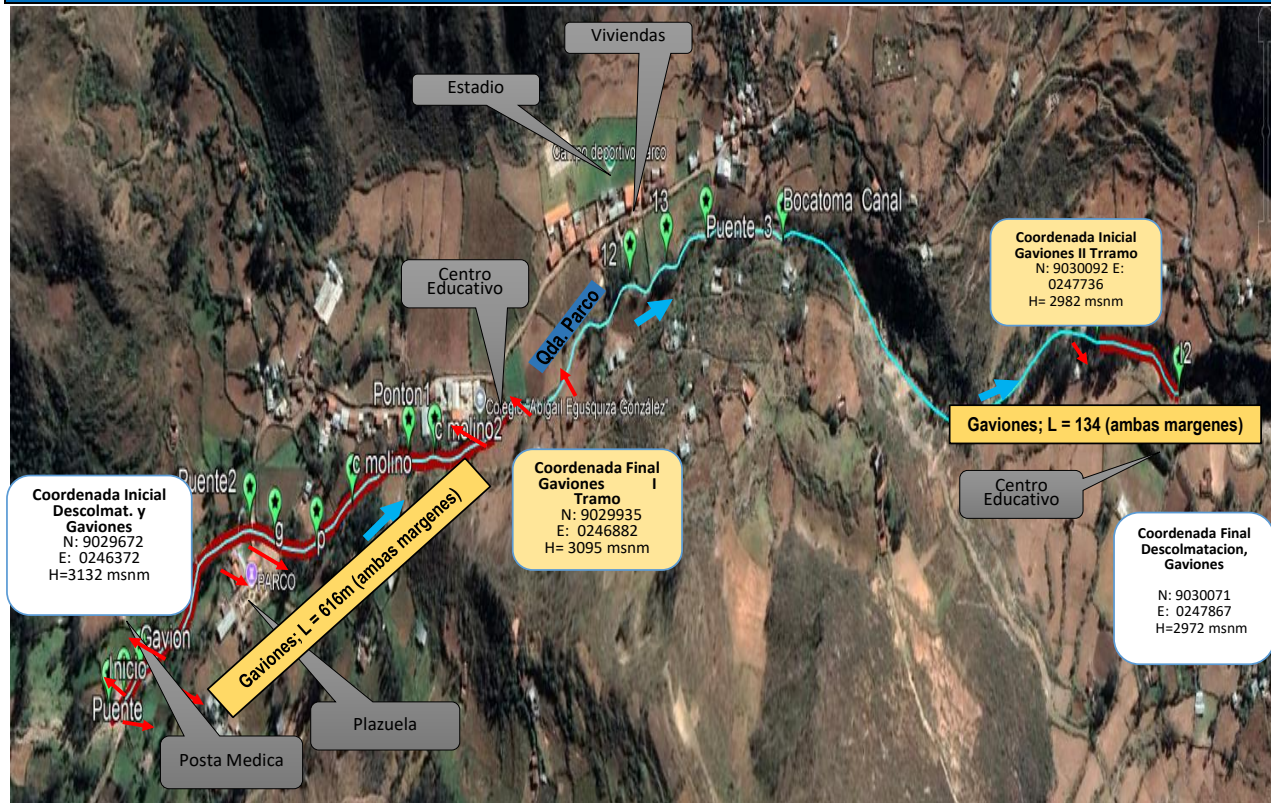 Viviendas
Estadio
Campo deportivo Parco
13
Bocatoma Canal
Puente 3
12
Coordenada Inicial
Gaviones II Trramo
N: 9030092 E:
0247736
H= 2982 msnm
Centro
Educativo
Qda. Parco
I2
Ponton1
Colegio "Abigail Egusquiza González"
c molino2
Gaviones; L = 134 (ambas margenes)
c molino
Coordenada Final
Gaviones I
Tramo
N: 9029935
E: 0246882
H= 3095 msnm
Centro
Educativo
Puente2
Coordenada Inicial
Descolmat. y
Gaviones
N: 9029672
E: 0246372
H=3132 msnm
g
p
Gaviones; L = 616m (ambas margenes)
Coordenada Final
Descolmatacion,
Gaviones
N: 9030071
E: 0247867
H=2972 msnm
PARCO
Gavion
Inicio
Puente
Plazuela
Posta Medica